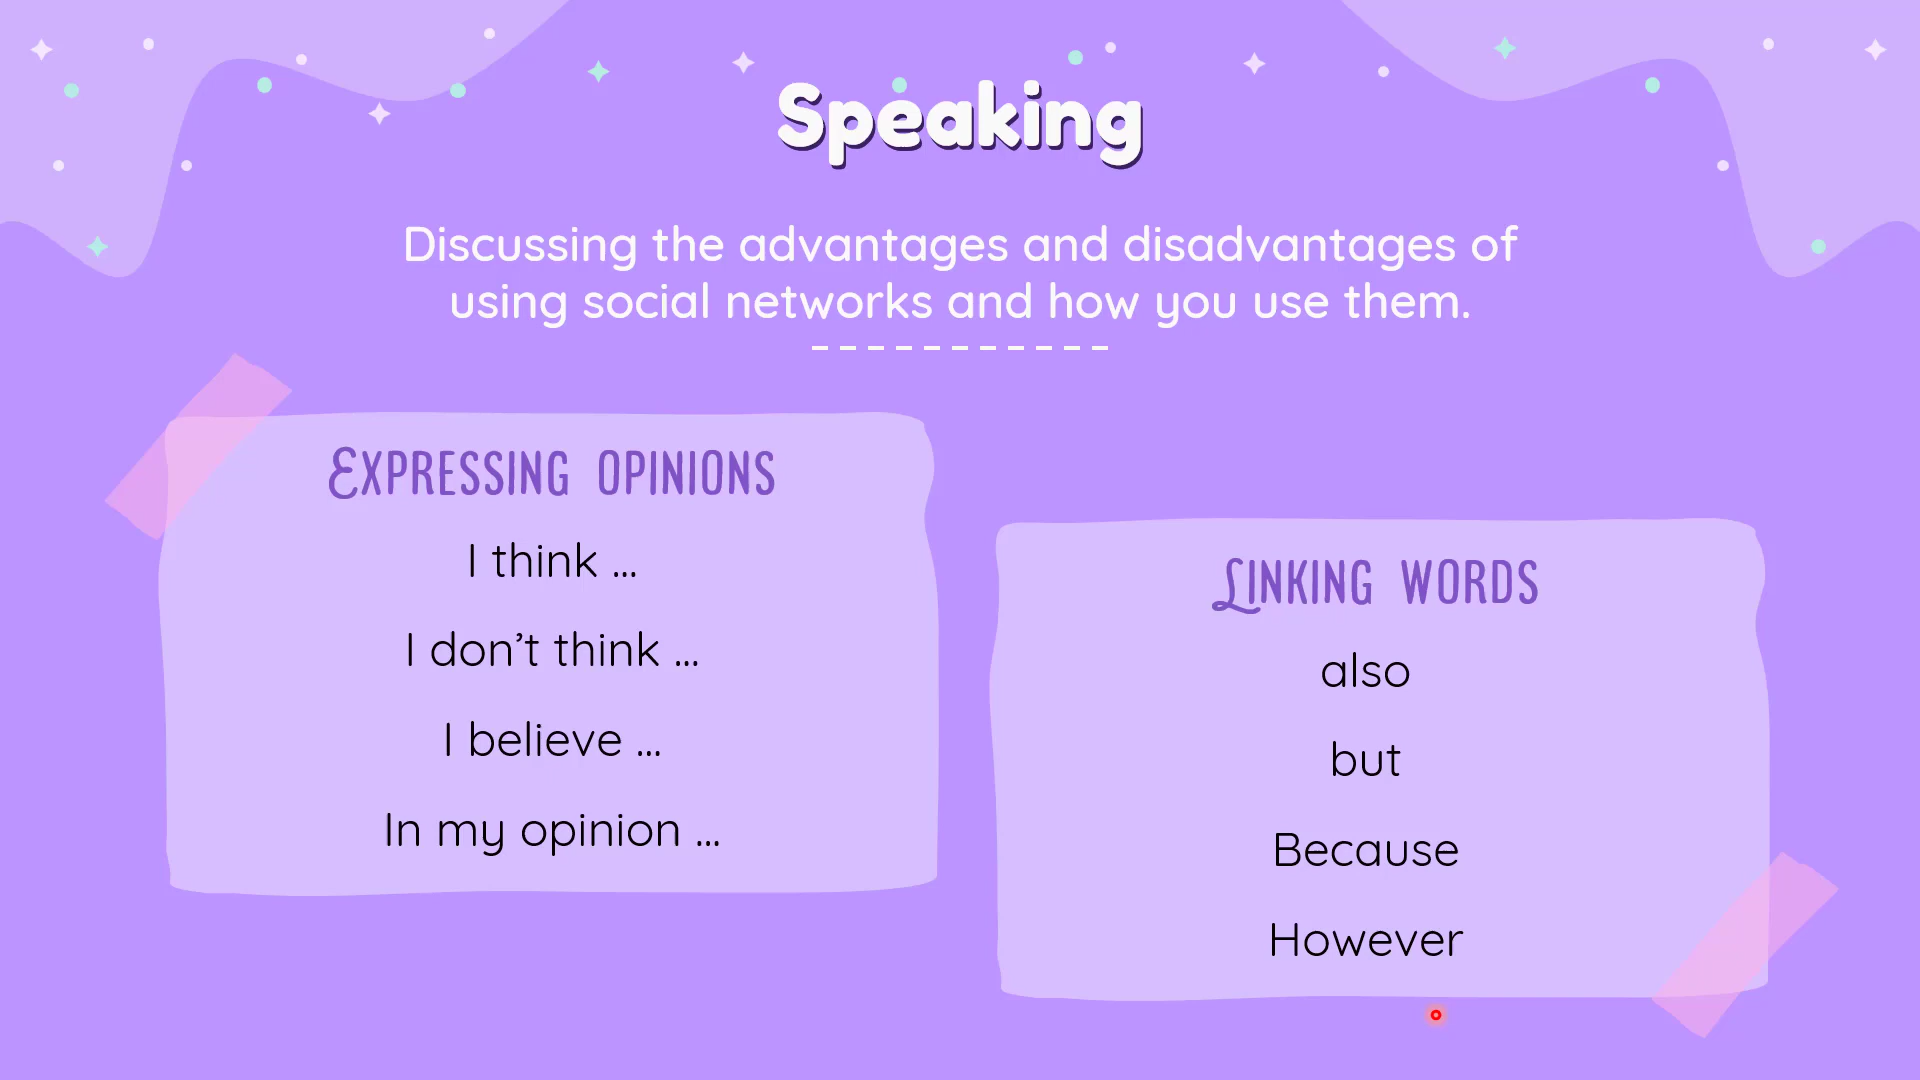 Speaking
Discussing the advantages and disadvantages of
using social networks and how you use them.
Expressing opinions
I think ...
I don’t think ...
I believe ...
In my opinion ...
Linking words
also
but
Because
However